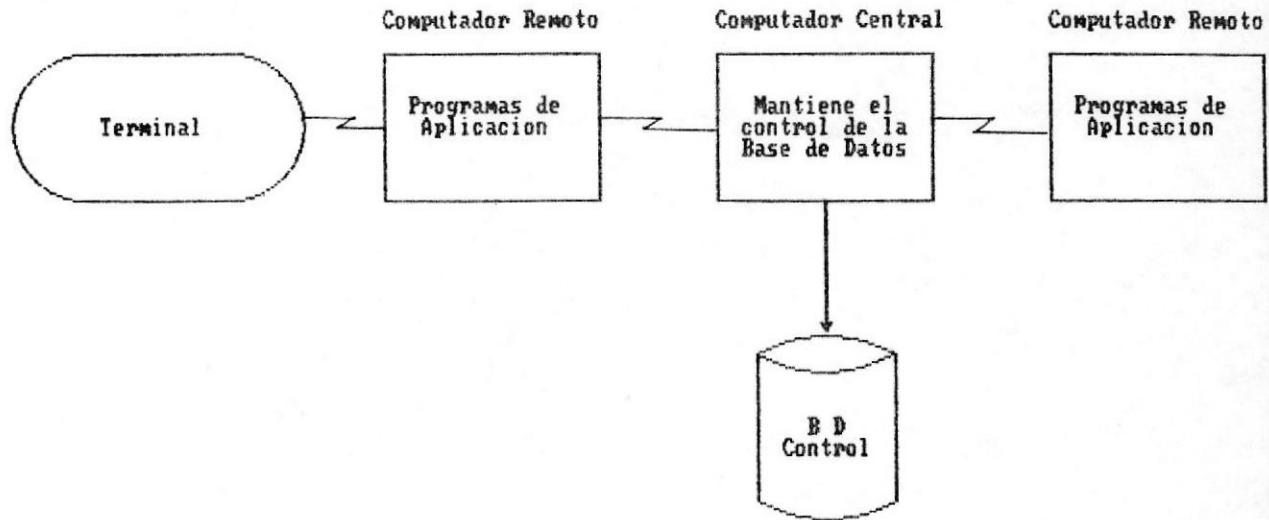 Computador Remoto
Computador Central
Computador Remoto
Terminal
Programas de
Aplicacion
Mantiene el
control de la
Base de Datos
Programas de
Aplicacion
B D
Control